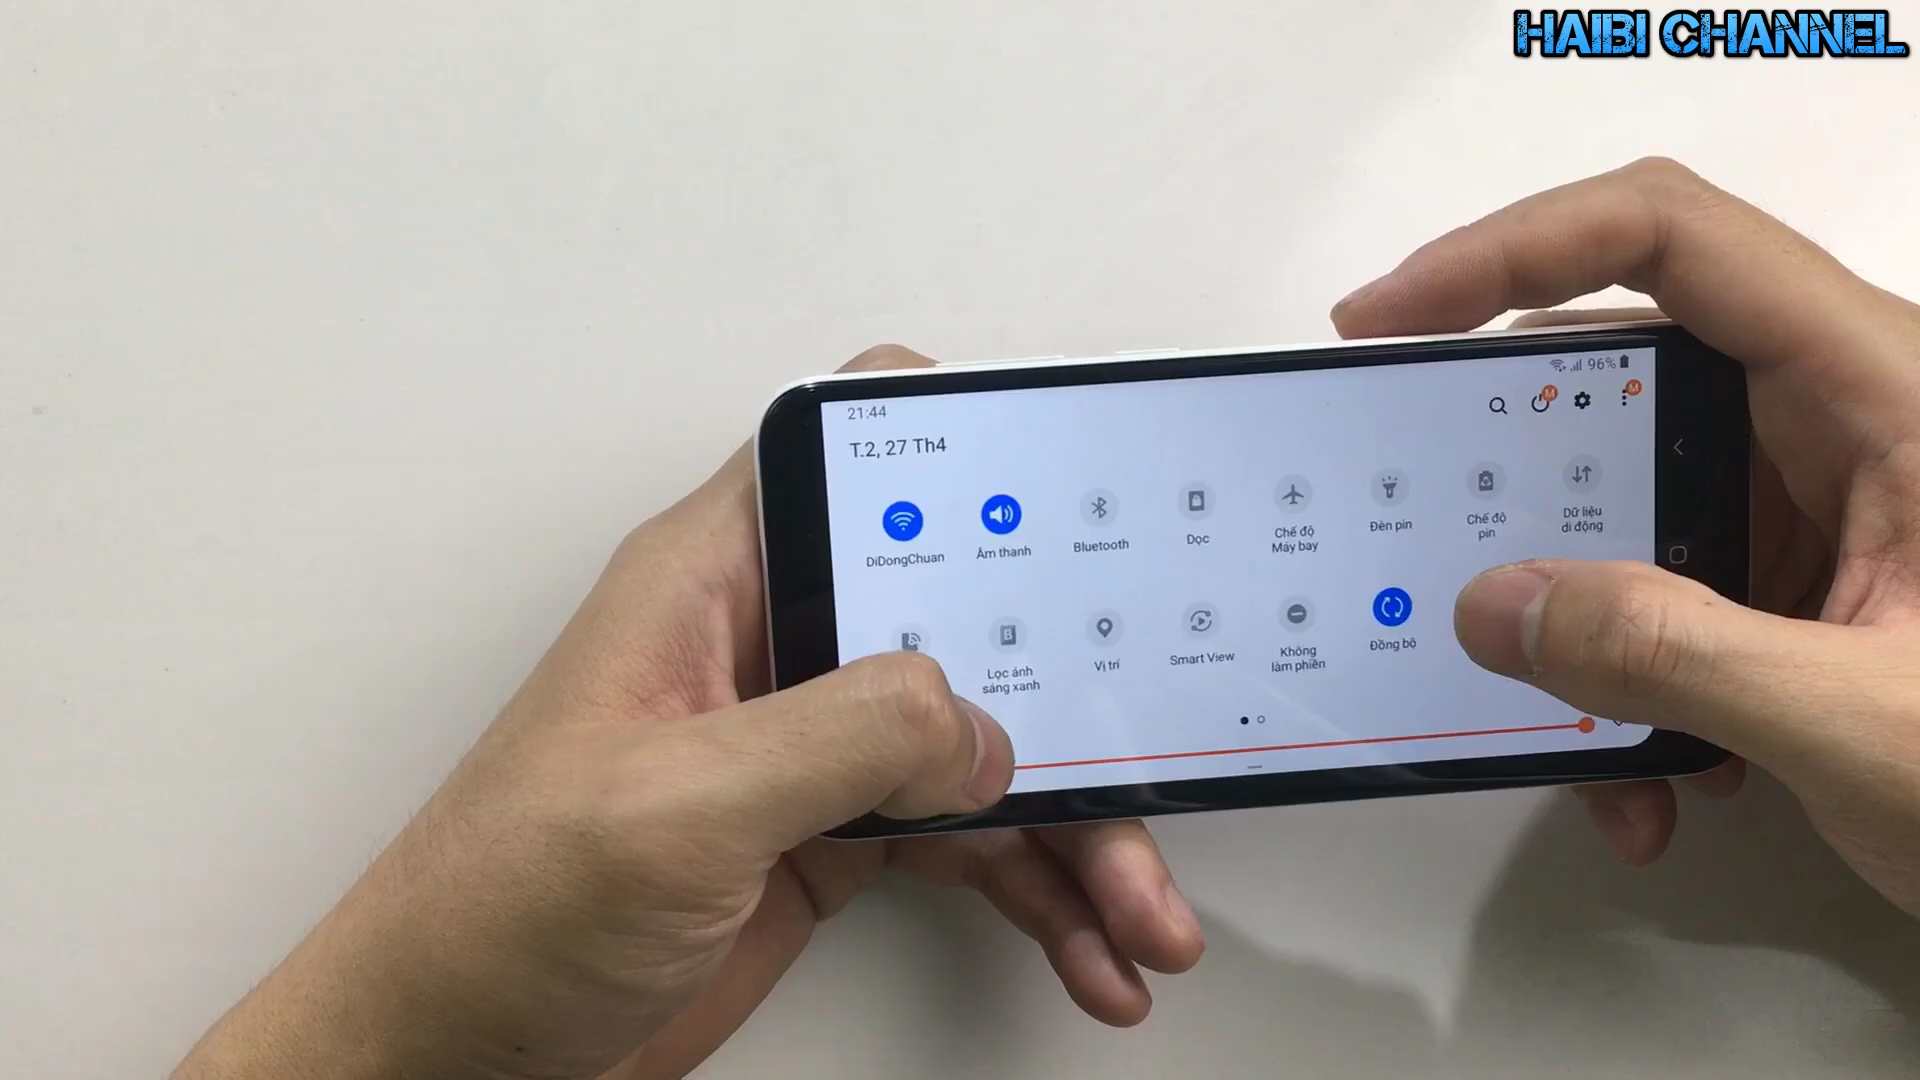 HAIBI CHANNEL
21:44
96%
M
M
T.2, 27 Th4
DiDongChuan
Âm thanh
Bluetooth
Dọc
Chế độ
Máy bay
Đèn pin
Chế độ
pin
Dữ liệu
di động
B
Lọc ánh
sáng xanh
Vị trí
Smart View
Không
làm phiền
Đồng bộ